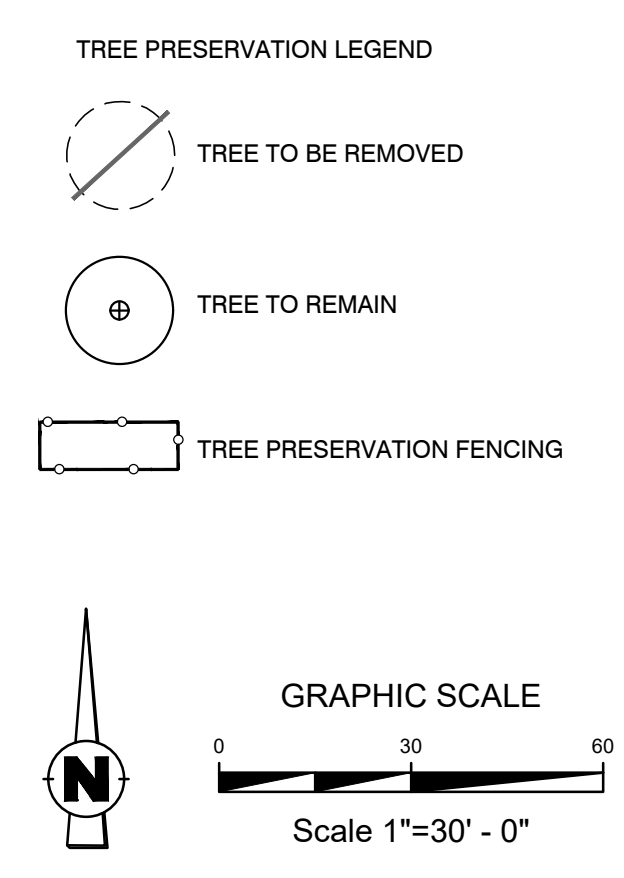 TREE PRESERVATION LEGEND
TREE TO BE REMOVED
TREE TO REMAIN
TREE PRESERVATION FENCING
N
GRAPHIC SCALE
0 30 60
Scale 1"=30' - 0"